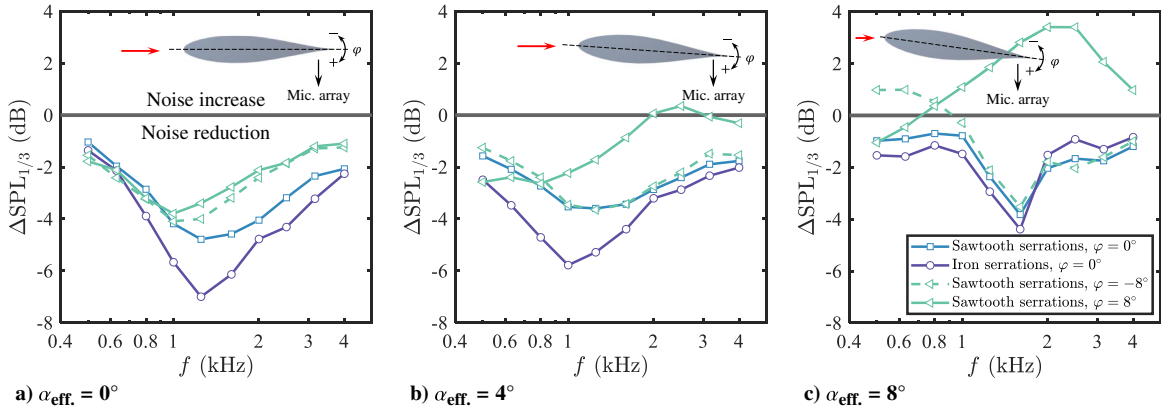 4
2
0
-2
-4
-6
-8
ΔSPL1/3 (dB)
0.4 0.6 0.8 1 2 3 4
f (kHz)
Noise increase
Noise reduction
Mic. array
−
+
φ
a) αeff. = 0°
4
2
0
-2
-4
-6
-8
ΔSPL1/3 (dB)
0.4 0.6 0.8 1 2 3 4
f (kHz)
Mic. array
−
+
φ
b) αeff. = 4°
4
2
0
-2
-4
-6
-8
ΔSPL1/3 (dB)
0.4 0.6 0.8 1 2 3 4
f (kHz)
Mic. array
−
+
φ
Sawtooth serrations, φ = 0°
Iron serrations, φ = 0°
Sawtooth serrations, φ = −8°
Sawtooth serrations, φ = 8°
c) αeff. = 8°